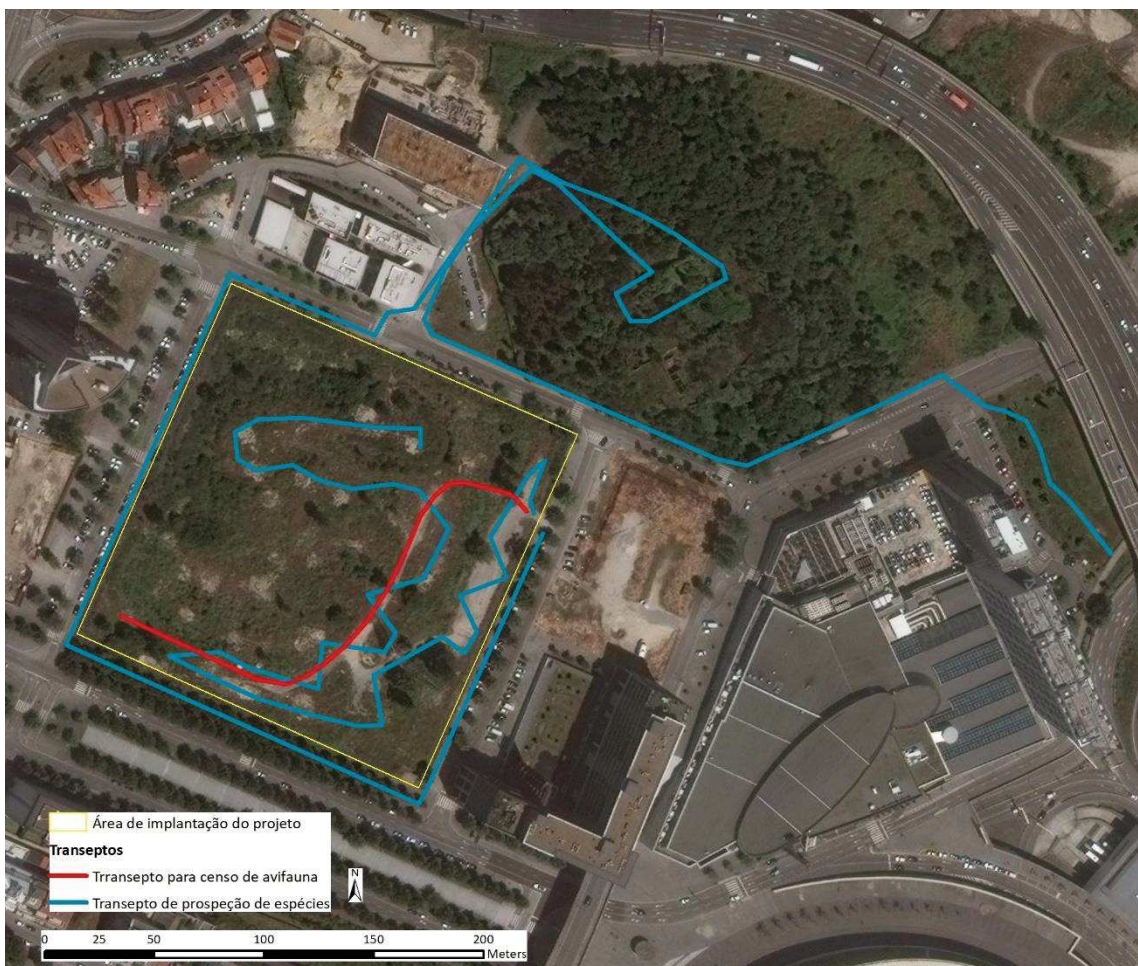 Área de implantação do projeto
Transeptos
Trransepto para censo de avifauna
Transepto de prospeção de espécies
N
0 25 50 100 150 200
Meters